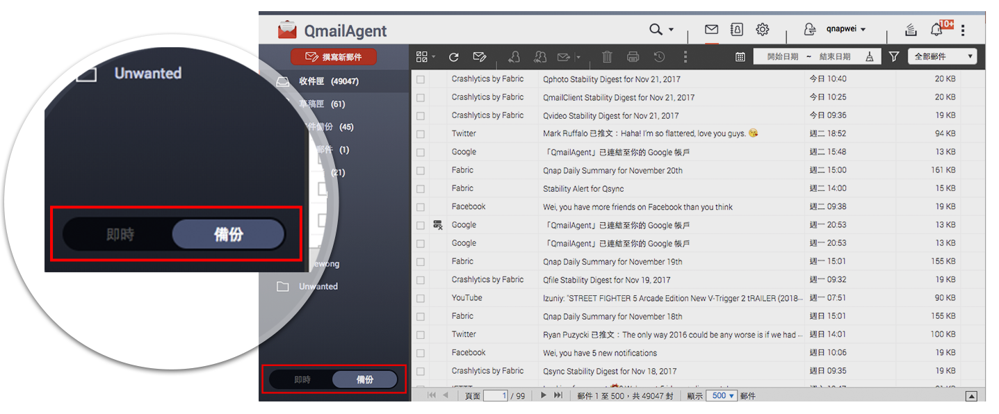 QmailAgent
qnapwei
10+
撰寫新郵件
開始日期 ~ 結束日期
全部郵件
Unwanted
即時 備份
收件匣 (49047)
草稿匣 (61)
件備份 (45)
郵件 (1)
(21)
ewong
Unwanted
即時 備份
Crashlytics by Fabric Qphoto Stability Digest for Nov 21, 2017 今日 10:40 20 KB
Crashlytics by Fabric QmailClient Stability Digest for Nov 21, 2017 今日 10:25 20 KB
Crashlytics by Fabric Qvideo Stability Digest for Nov 21, 2017 今日 09:36 19 KB
Twitter Mark Ruffalo 已推文：Haha! I'm so flattered, love you guys. 😘 週二 18:52 94 KB
Google 「QmailAgent」已連結至你的 Google 帳戶 週二 15:48 13 KB
Fabric Qnap Daily Summary for November 20th 週二 15:00 161 KB
Fabric Stability Alert for Qsync 週二 14:00 15 KB
Facebook Wei, you have more friends on Facebook than you think 週二 09:38 19 KB
Google 「QmailAgent」已連結至你的 Google 帳戶 週一 20:53 13 KB
Google 「QmailAgent」已連結至你的 Google 帳戶 週一 20:53 13 KB
Fabric Qnap Daily Summary for November 19th 週一 15:01 155 KB
Crashlytics by Fabric Qfile Stability Digest for Nov 19, 2017 週一 09:32 19 KB
YouTube Izuniy: "STREET FIGHTER 5 Arcade Edition New V-Trigger 2 tRAILER (2018... 週一 07:51 90 KB
Fabric Qnap Daily Summary for November 18th 週日 15:01 155 KB
Twitter Ryan Puzycki 已推文：The only way 2016 could be any worse is if we had ... 週日 14:01 100 KB
Facebook Wei, you have 5 new notifications 週日 10:06 19 KB
Crashlytics by Fabric Qsync Stability Digest for Nov 18, 2017 週日 09:35 19 KB
頁面 1 / 99 郵件 1 至 500，共 49047 封 顯示 500 郵件